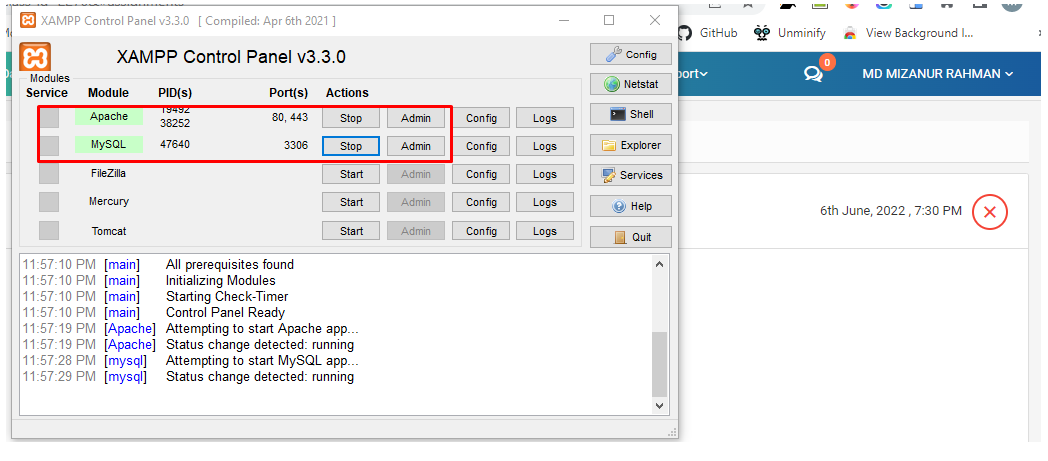 XAMPP Control Panel v3.3.0 [ Compiled: Apr 6th 2021 ]
XAMPP Control Panel v3.3.0
Modules
Service Module PID(s) Port(s) Actions
Apache 19492 38252 80, 443 Stop Admin Config Logs
MySQL 47640 3306 Stop Admin Config Logs
FileZilla Start Admin Config Logs
Mercury Start Admin Config Logs
Tomcat Start Admin Config Logs
Config
Netstat
Shell
Explorer
Services
Help
Quit
11:57:10 PM [main] All prerequisites found
11:57:10 PM [main] Initializing Modules
11:57:10 PM [main] Starting Check-Timer
11:57:10 PM [main] Control Panel Ready
11:57:19 PM [Apache] Attempting to start Apache app...
11:57:19 PM [Apache] Status change detected: running
11:57:28 PM [mysql] Attempting to start MySQL app...
11:57:29 PM [mysql] Status change detected: running
GitHub Unminify View Background I...
port 0 MD MIZANUR RAHMAN
6th June, 2022 , 7:30 PM